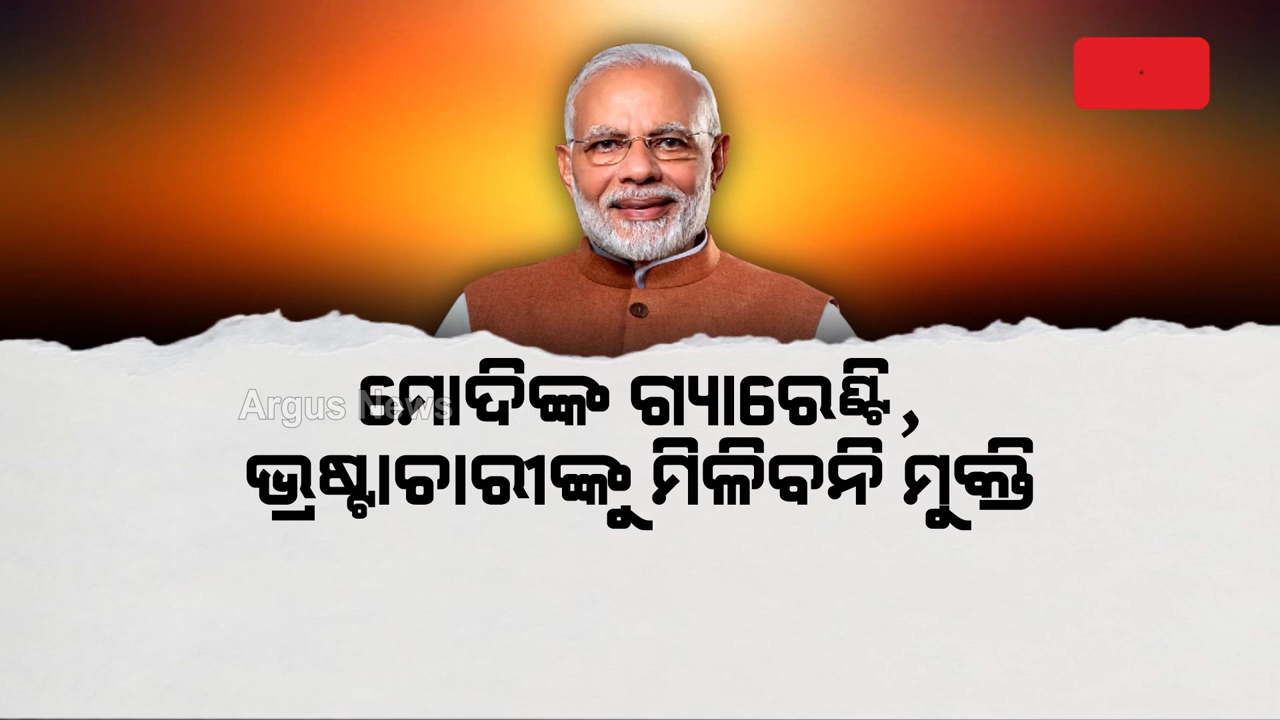 ମୋଦିଙ୍କ ଗ୍ୟାରେଣ୍ଟି,
Argus News
ଭ୍ରଷ୍ଟାଚାରୀଙ୍କୁ ମିଳିବନି ମୁକ୍ତି